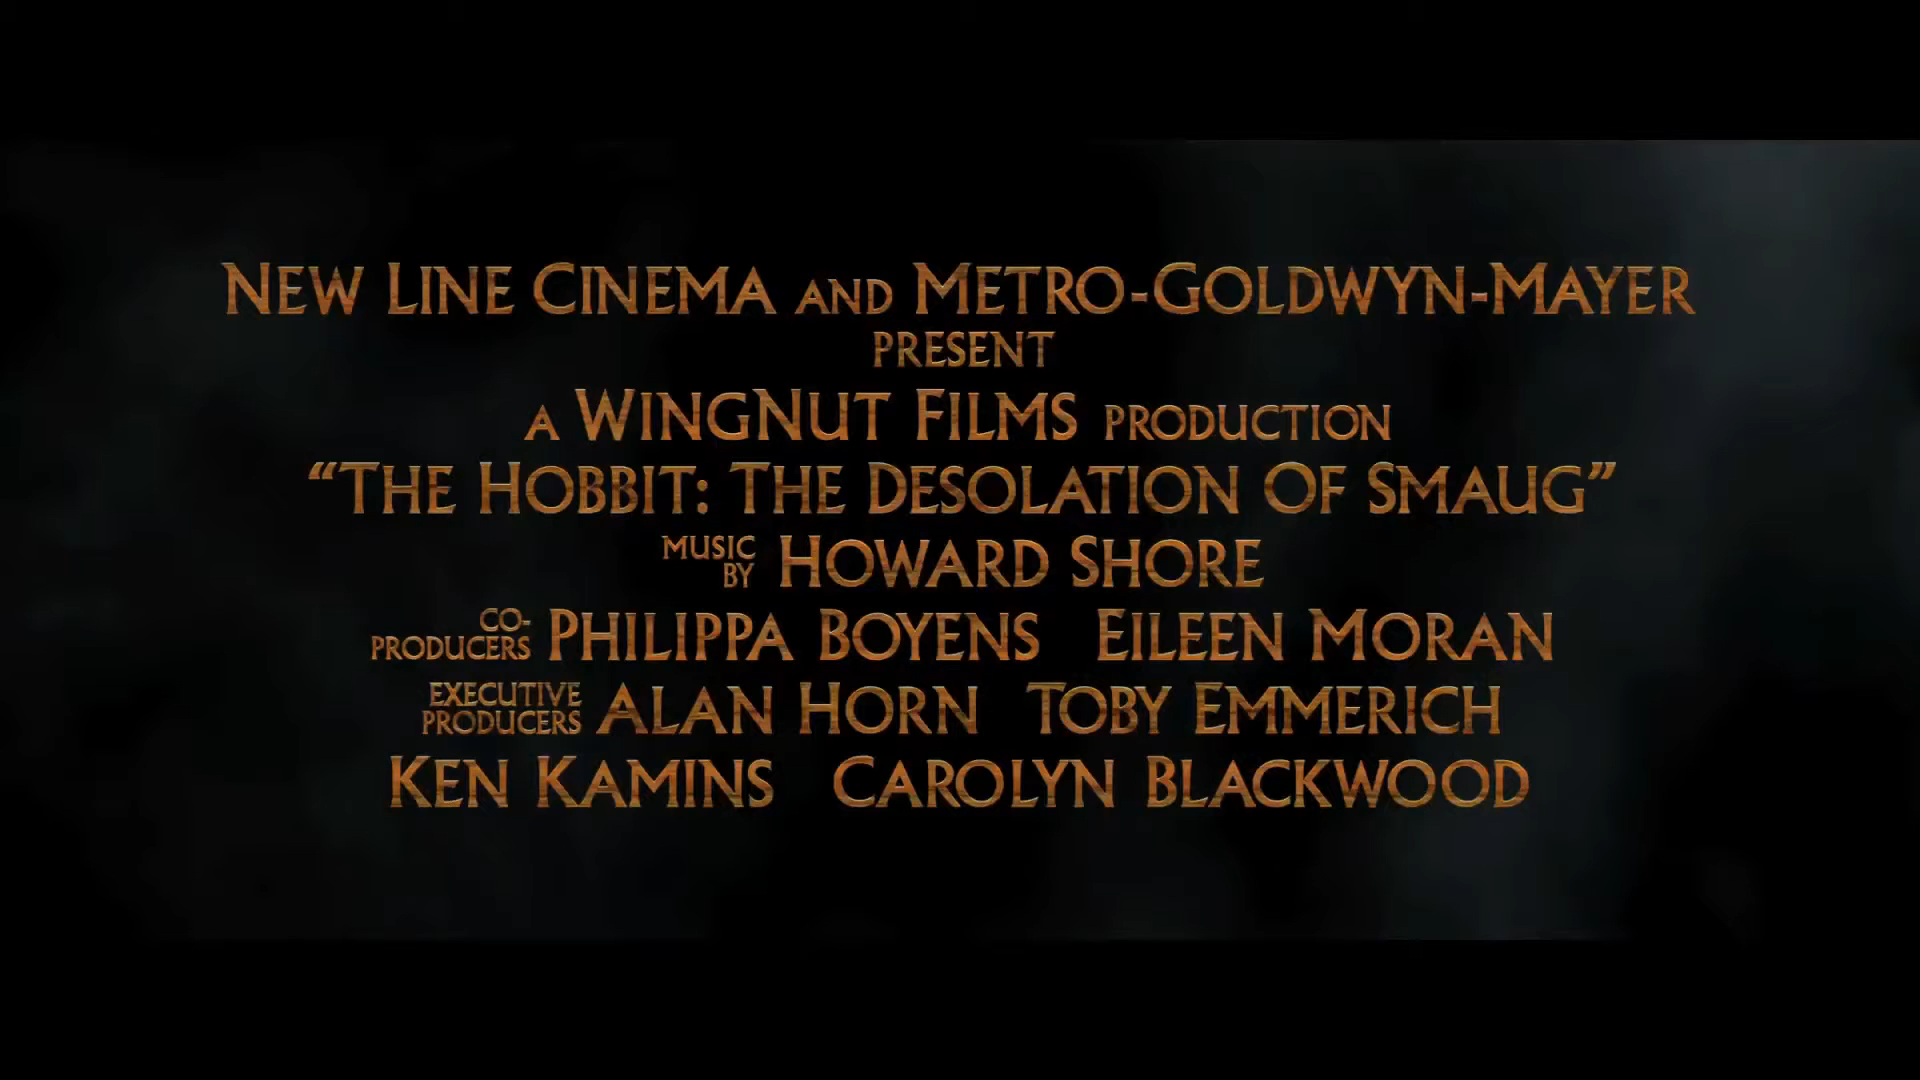 NEW LINE CINEMA AND METRO-GOLDWYN-MAYER
PRESENT
A WINGNUT FILMS PRODUCTION
“THE HOBBIT: THE DESOLATION OF SMAUG”
MUSIC BY HOWARD SHORE
CO-PRODUCERS PHILIPPA BOYENS EILEEN MORAN
EXECUTIVE PRODUCERS ALAN HORN TOBY EMMERICH
KEN KAMINS CAROLYN BLACKWOOD